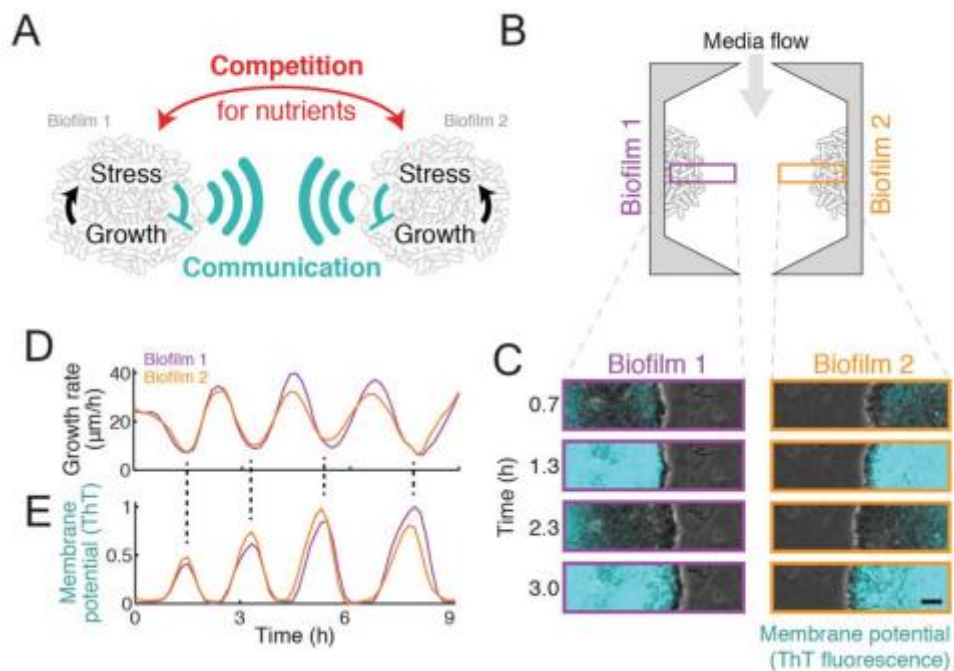 A
Competition
for nutrients
Biofilm 1
Biofilm 2
Stress
Growth
Stress
Growth
Communication
B
Media flow
Biofilm 1
Biofilm 2
C
Biofilm 1
Biofilm 2
Time (h)
0.7
1.3
2.3
3.0
Membrane potential
(ThT fluorescence)
D
Biofilm 1
Biofilm 2
Growth rate
(μm/h)
40
20
0
E
Membrane
potential (ThT)
1
0.5
0
0
3
6
9
Time (h)